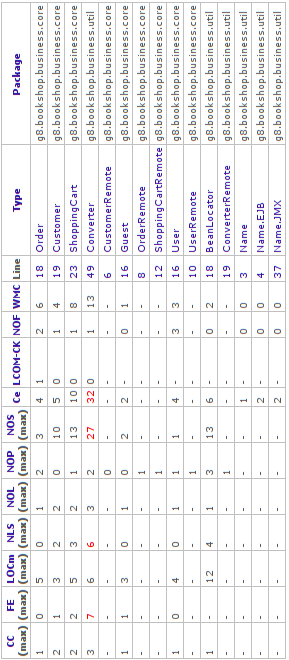 CC (max) FE (max) LOCm (max) NLS (max) NOL (max) NOP (max) NOS (max) Ce LCOM-CK NOF WMC Line Type Package
1 0 5 0 1 2 3 4 1 2 6 18 Order g8.bookshop.business.core
2 1 3 2 2 0 10 5 0 1 4 19 Customer g8.bookshop.business.core
2 2 5 3 2 1 13 10 0 1 8 23 ShoppingCart g8.bookshop.business.core
3 7 6 6 3 2 27 32 0 1 13 49 Converter g8.bookshop.business.util
- - - - - 0 - - - - - 6 CustomerRemote g8.bookshop.business.core
1 1 3 0 1 0 2 2 - 0 1 16 Guest g8.bookshop.business.core
- - - - - 1 - - - - - 8 OrderRemote g8.bookshop.business.core
- - - - - 1 - - - - - 12 ShoppingCartRemote g8.bookshop.business.core
1 0 4 0 1 1 1 4 - 3 3 16 User g8.bookshop.business.core
- - - - - 1 - - - - - 10 UserRemote g8.bookshop.business.core
1 - 12 4 1 3 13 6 - 0 2 18 BeanLocator g8.bookshop.business.util
- - - - - 1 - - - - - 19 ConverterRemote g8.bookshop.business.util
- - - - - - - 1 - 0 0 3 Name g8.bookshop.business.util
- - - - - - - 2 - 0 0 4 Name.EJB g8.bookshop.business.util
- - - - - - - 2 - 0 0 37 Name.JMX g8.bookshop.business.util